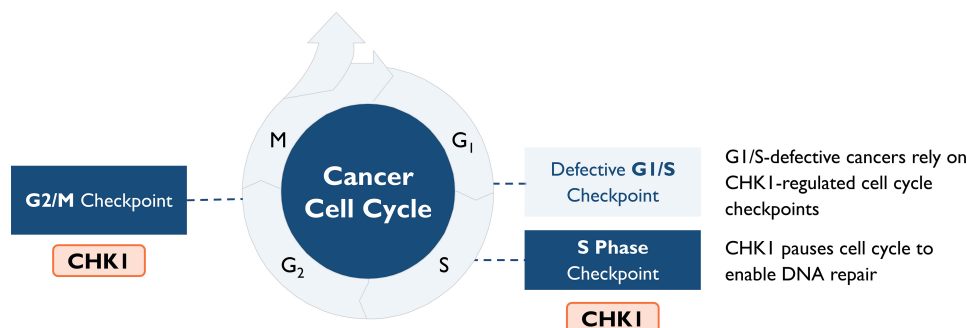 M
G1
Cancer
Cell Cycle
G2
S
G2/M Checkpoint
CHK1
Defective G1/S
Checkpoint
G1/S-defective cancers rely on
CHK1-regulated cell cycle
checkpoints
S Phase
Checkpoint
CHK1 pauses cell cycle to
enable DNA repair
CHK1